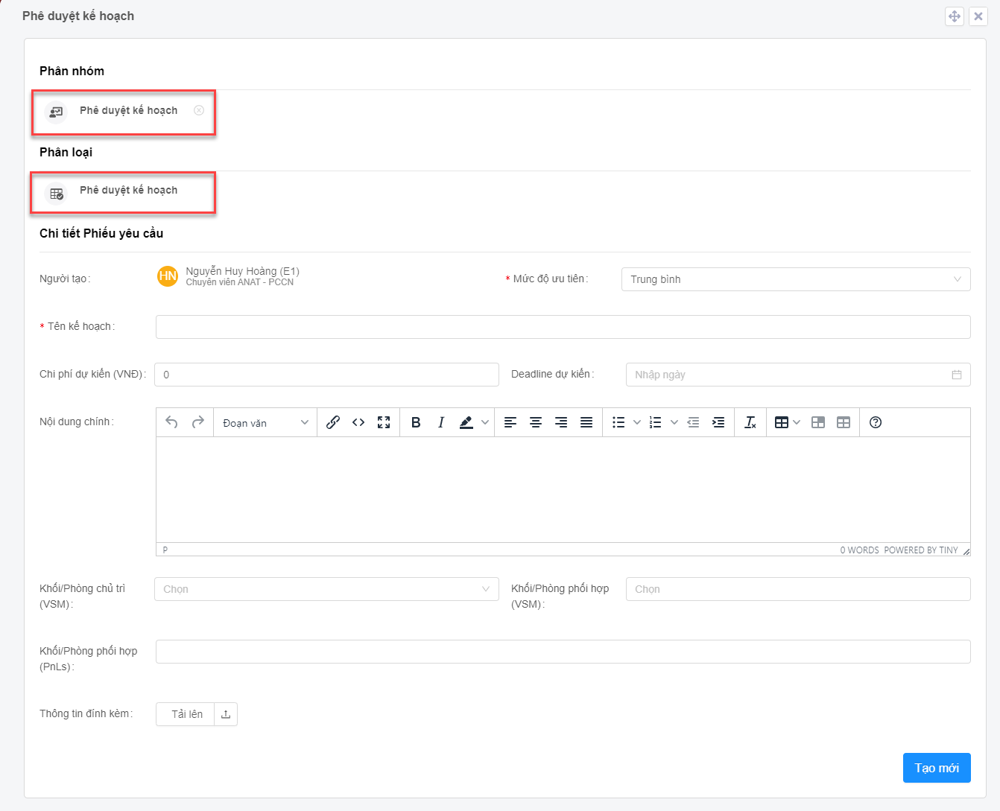 Phê duyệt kế hoạch
Phân nhóm
Phê duyệt kế hoạch
Phân loại
Phê duyệt kế hoạch
Chi tiết Phiếu yêu cầu
Người tạo:
HN
Nguyễn Huy Hoàng (E1)
Chuyên viên ANAT - PCCN
* Mức độ ưu tiên:
Trung bình
* Tên kế hoạch:
Chi phí dự kiến (VNĐ):
0
Deadline dự kiến:
Nhập ngày
Nội dung chính:
Đoạn văn
P
0 WORDS POWERED BY TINY
Khối/Phòng chủ trì
(VSM):
Chọn
Khối/Phòng phối hợp
(VSM):
Chọn
Khối/Phòng phối hợp
(PnLs):
Thông tin đính kèm:
Tải lên
Tạo mới